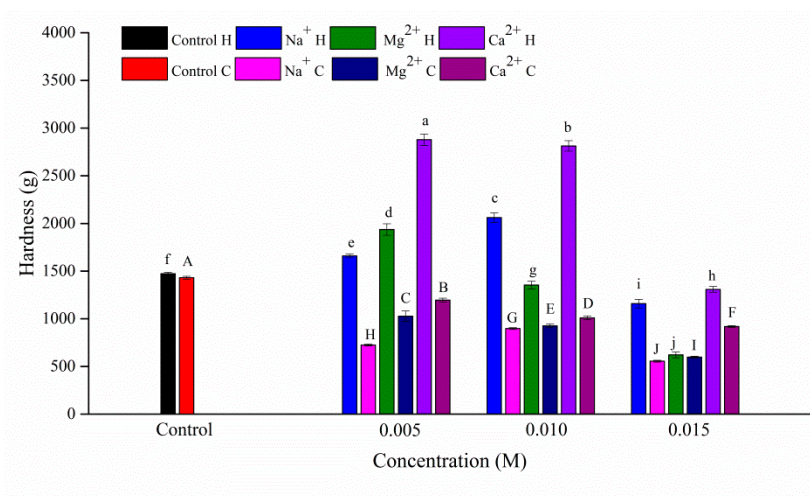 4000
3500
3000
2500
2000
1500
1000
500
0
Hardness (g)
Control H Na⁺ H Mg²⁺ H Ca²⁺ H
Control C Na⁺ C Mg²⁺ C Ca²⁺ C
f A
e H d C a B
c G g E b D
i J j I h F
Control 0.005 0.010 0.015
Concentration (M)